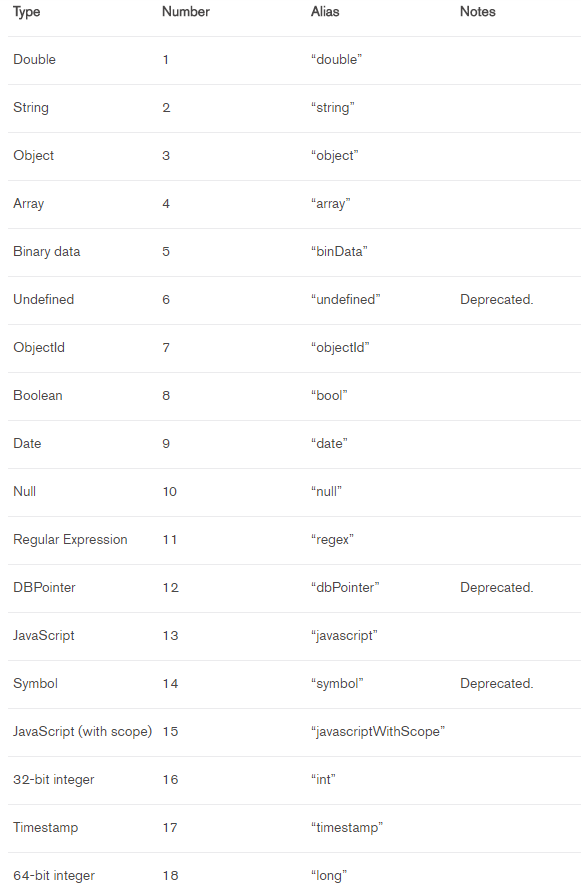 Type Number Alias Notes
Double 1 “double”
String 2 “string”
Object 3 “object”
Array 4 “array”
Binary data 5 “binData”
Undefined 6 “undefined” Deprecated.
ObjectId 7 “objectId”
Boolean 8 “bool”
Date 9 “date”
Null 10 “null”
Regular Expression 11 “regex”
DBPointer 12 “dbPointer” Deprecated.
JavaScript 13 “javascript”
Symbol 14 “symbol” Deprecated.
JavaScript (with scope) 15 “javascriptWithScope”
32-bit integer 16 “int”
Timestamp 17 “timestamp”
64-bit integer 18 “long”